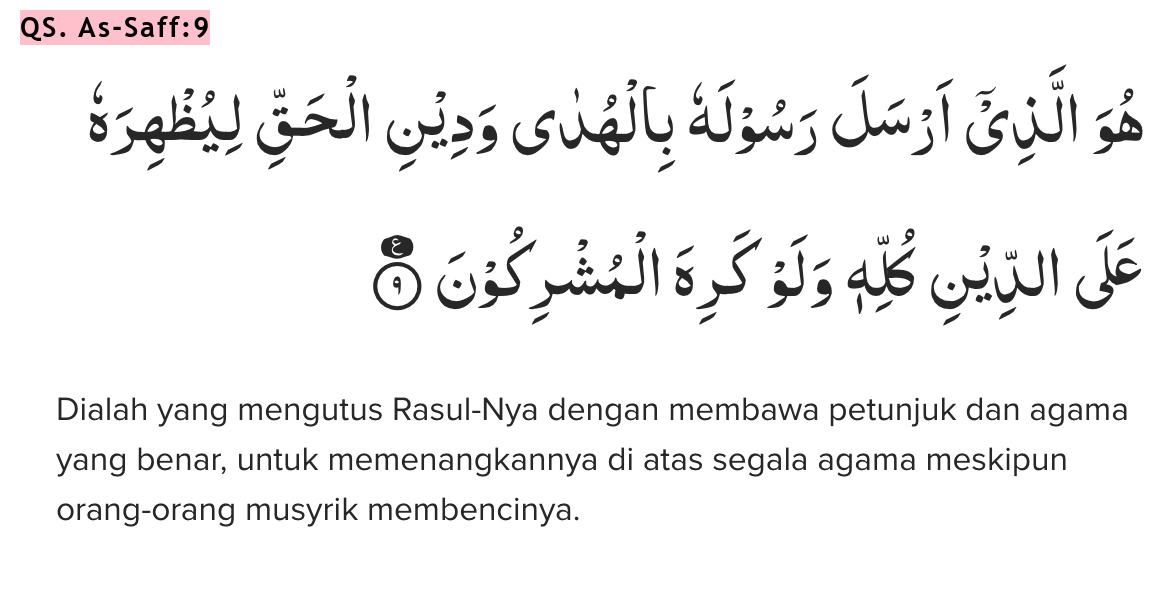 QS. As-Saff:9
هُوَ الَّذِيْٓ اَرْسَلَ رَسُوْلَهٗ بِالْهُدٰى وَدِيْنِ الْحَقِّ لِيُظْهِرَهٗ
عَلَى الدِّيْنِ كُلِّهٖ وَلَوْ كَرِهَ الْمُشْرِكُوْنَ ࣖ ٩
Dialah yang mengutus Rasul-Nya dengan membawa petunjuk dan agama
yang benar, untuk memenangkannya di atas segala agama meskipun
orang-orang musyrik membencinya.